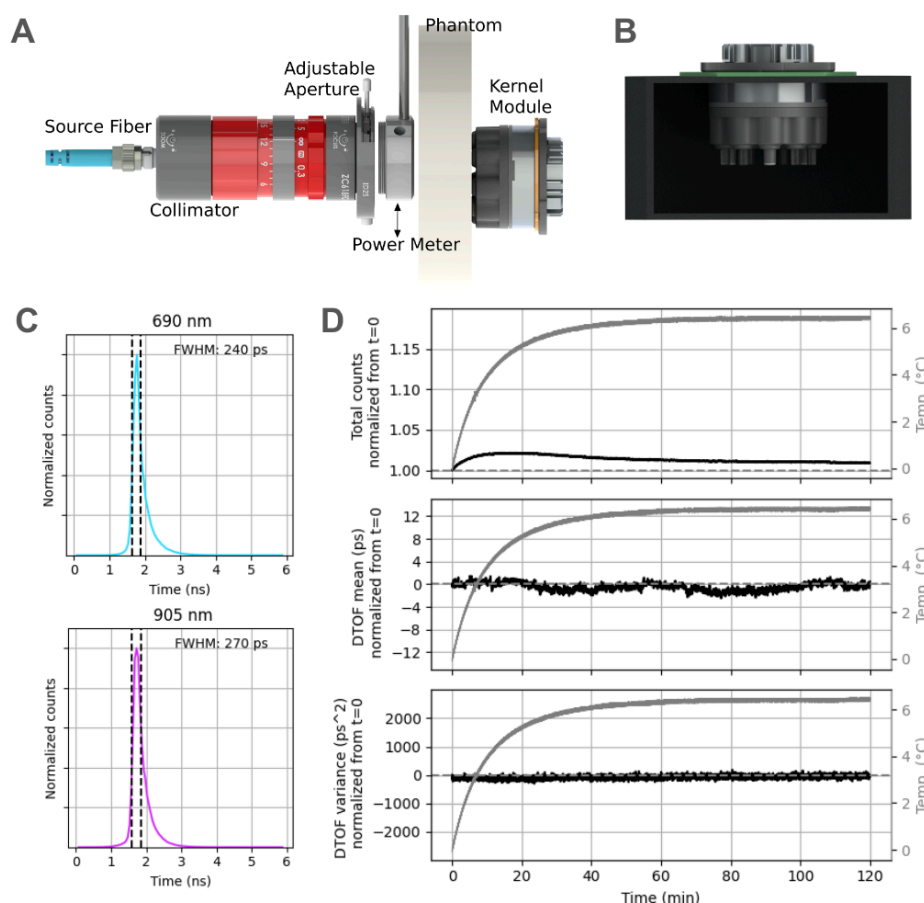 A
Source Fiber
Collimator
Adjustable
Aperture
Power Meter
Phantom
Kernel
Module
B
C
690 nm
FWHM: 240 ps
Normalized counts
0 1 2 3 4 5 6
Time (ns)
905 nm
FWHM: 270 ps
Normalized counts
0 1 2 3 4 5 6
Time (ns)
D
Total counts
normalized from t=0
1.15
1.10
1.05
1.00
6
4
2
0
Temp. (°C)
DTOF mean (ps)
normalized from t=0
12
8
4
0
−4
−8
−12
6
4
2
0
Temp. (°C)
DTOF variance (ps^2)
normalized from t=0
2000
1000
0
−1000
−2000
6
4
2
0
Temp. (°C)
0 20 40 60 80 100 120
Time (min)